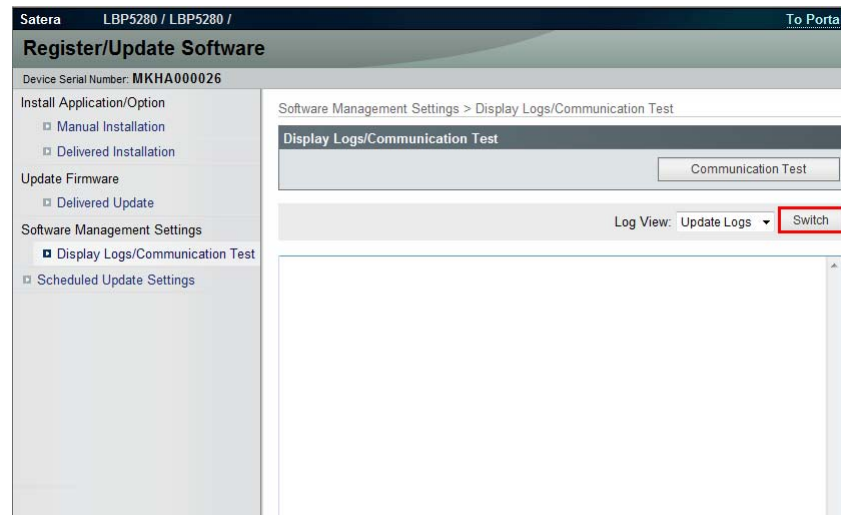 Satera LBP5280 / LBP5280 / To Porta
Register/Update Software
Device Serial Number: MKHA000026
Install Application/Option
Manual Installation
Delivered Installation
Update Firmware
Delivered Update
Software Management Settings
Display Logs/Communication Test
Scheduled Update Settings
Software Management Settings > Display Logs/Communication Test
Display Logs/Communication Test
Communication Test
Log View: Update Logs Switch